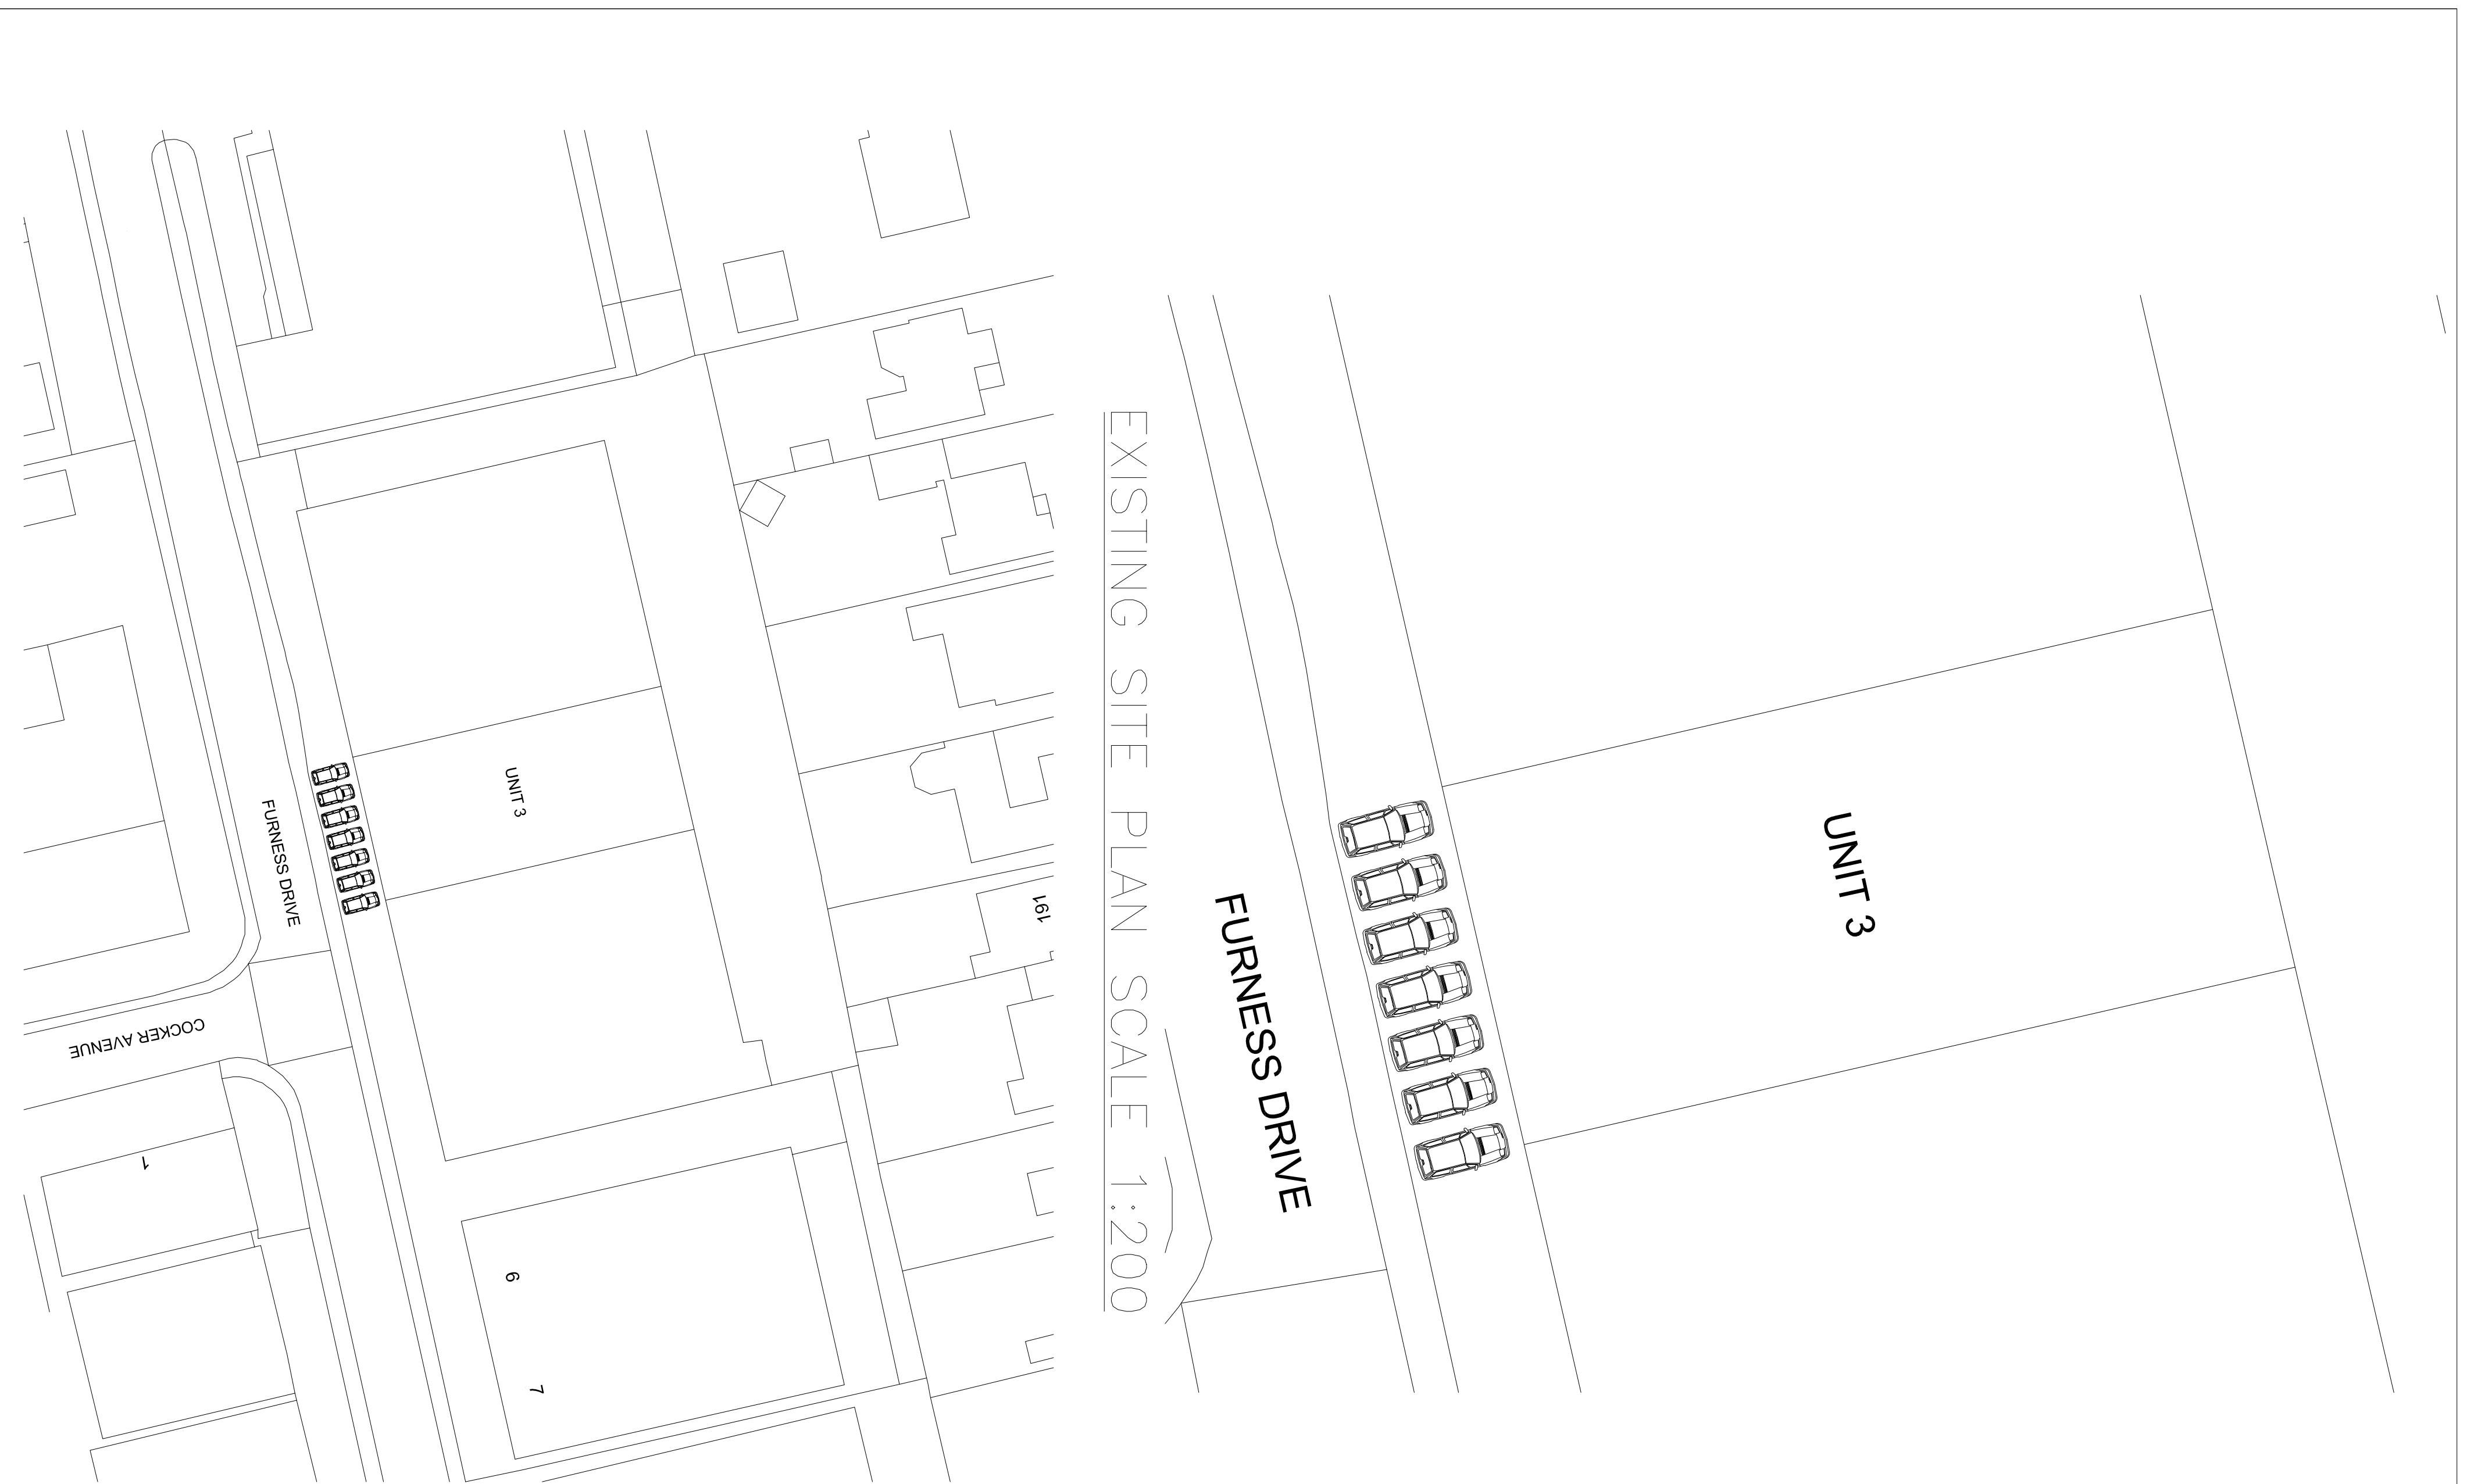 UNIT 3
FURNESS DRIVE
COCKER AVENUE
191
1
6
7
EXISTING SITE PLAN SCALE 1:200
UNIT 3
FURNESS DRIVE